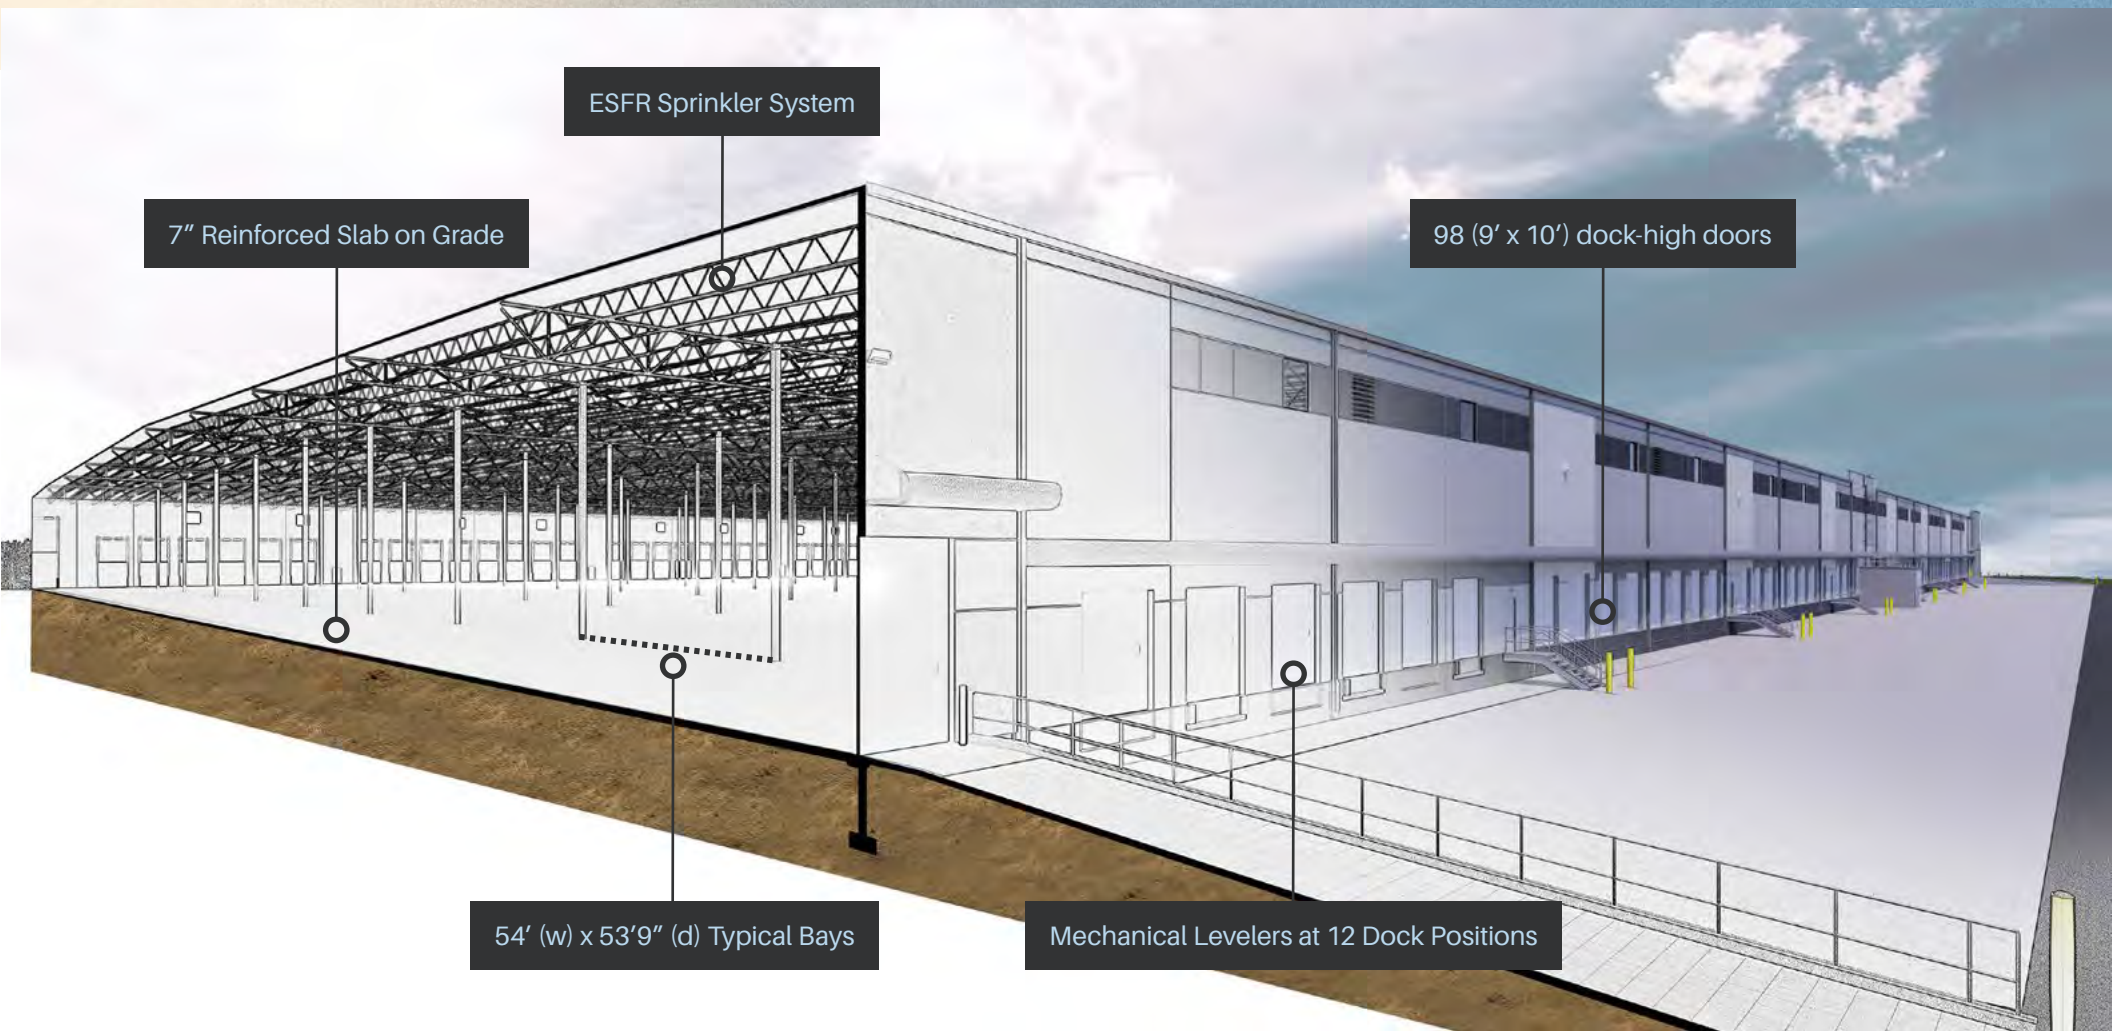 ESFR Sprinkler System
7” Reinforced Slab on Grade
98 (9’ x 10’) dock-high doors
54’ (w) x 53’9” (d) Typical Bays
Mechanical Levelers at 12 Dock Positions